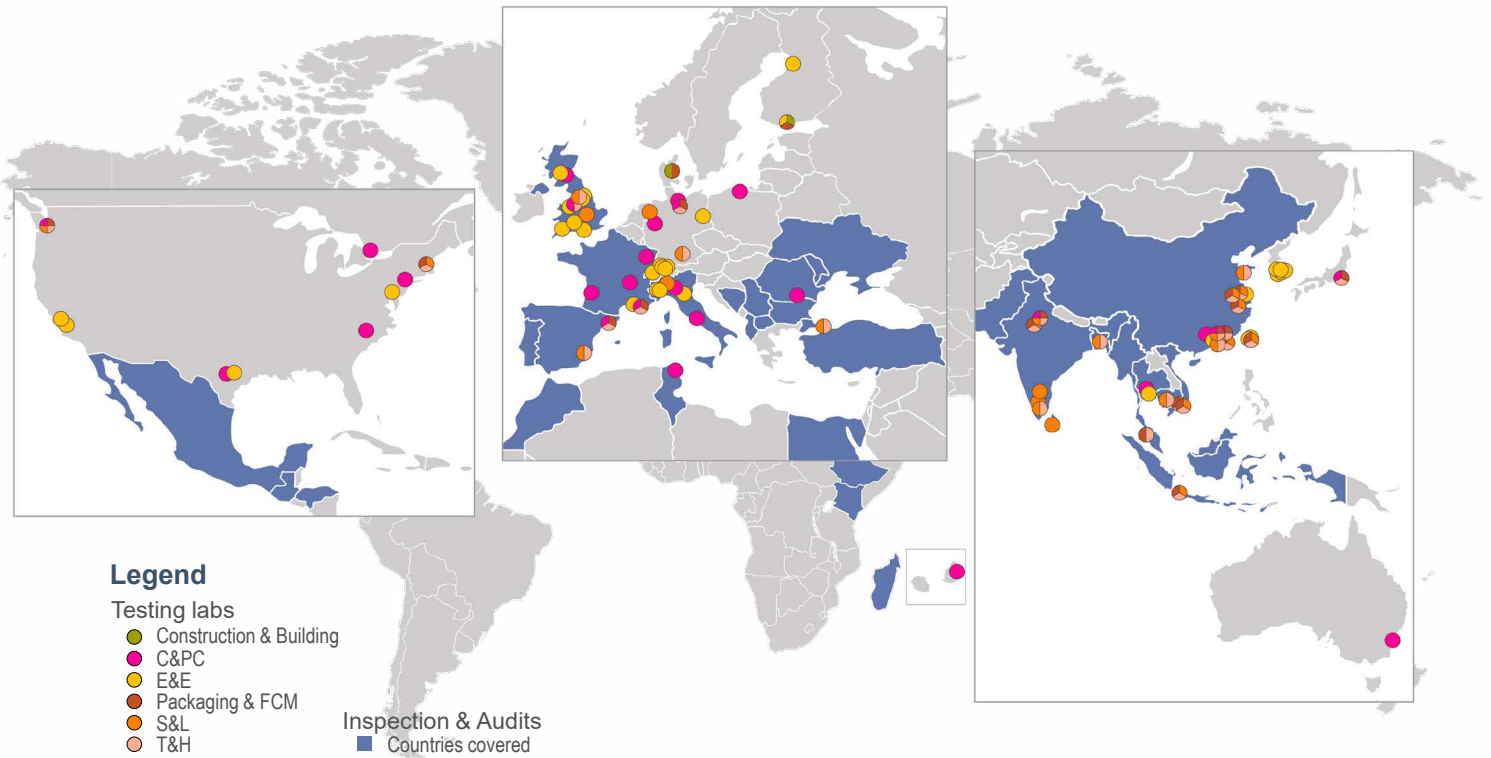 Legend
Testing labs
Construction & Building
C&PC
E&E
Packaging & FCM
S&L
T&H
Inspection & Audits
Countries covered